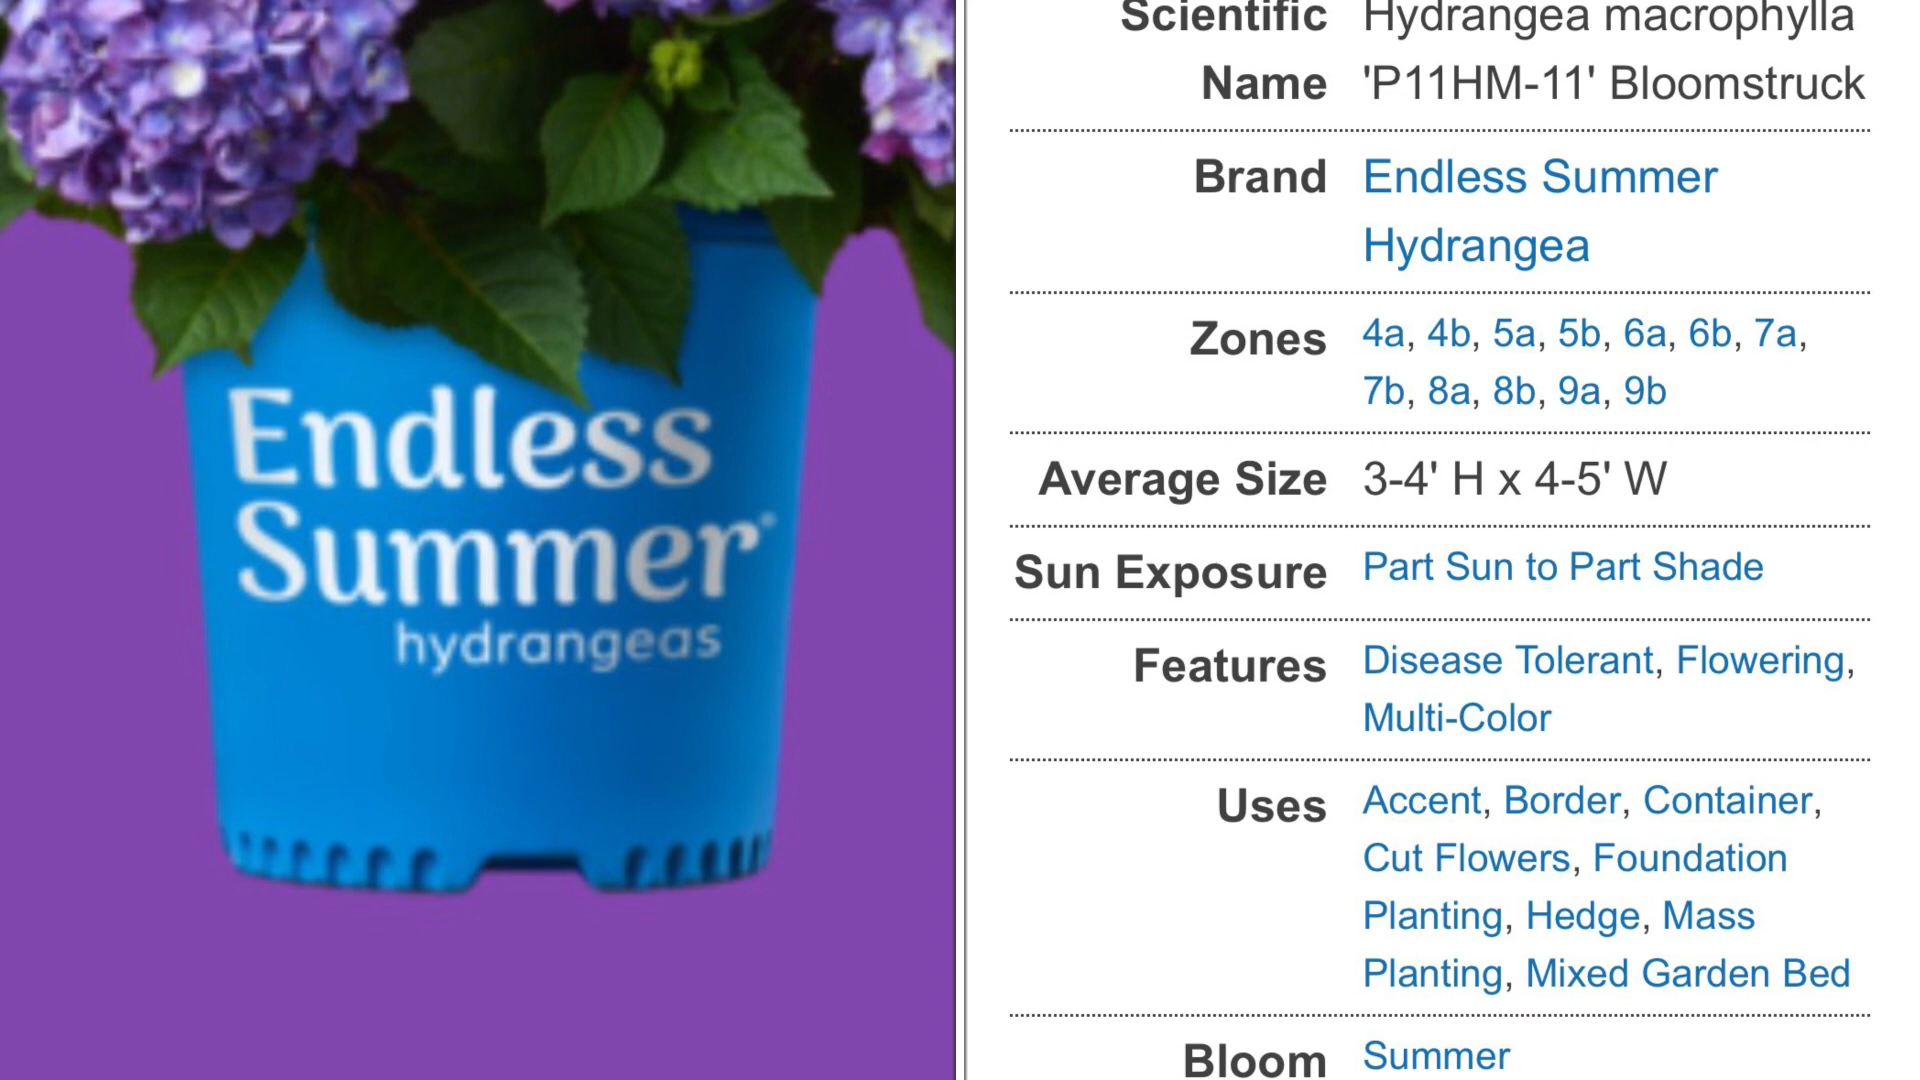 Endless
Summer®
hydrangeas
Scientific Hydrangea macrophylla
Name 'P11HM-11' Bloomstruck
Brand Endless Summer
Hydrangea
Zones 4a, 4b, 5a, 5b, 6a, 6b, 7a,
7b, 8a, 8b, 9a, 9b
Average Size 3-4' H x 4-5' W
Sun Exposure Part Sun to Part Shade
Features Disease Tolerant, Flowering,
Multi-Color
Uses Accent, Border, Container,
Cut Flowers, Foundation
Planting, Hedge, Mass
Planting, Mixed Garden Bed
Bloom Summer